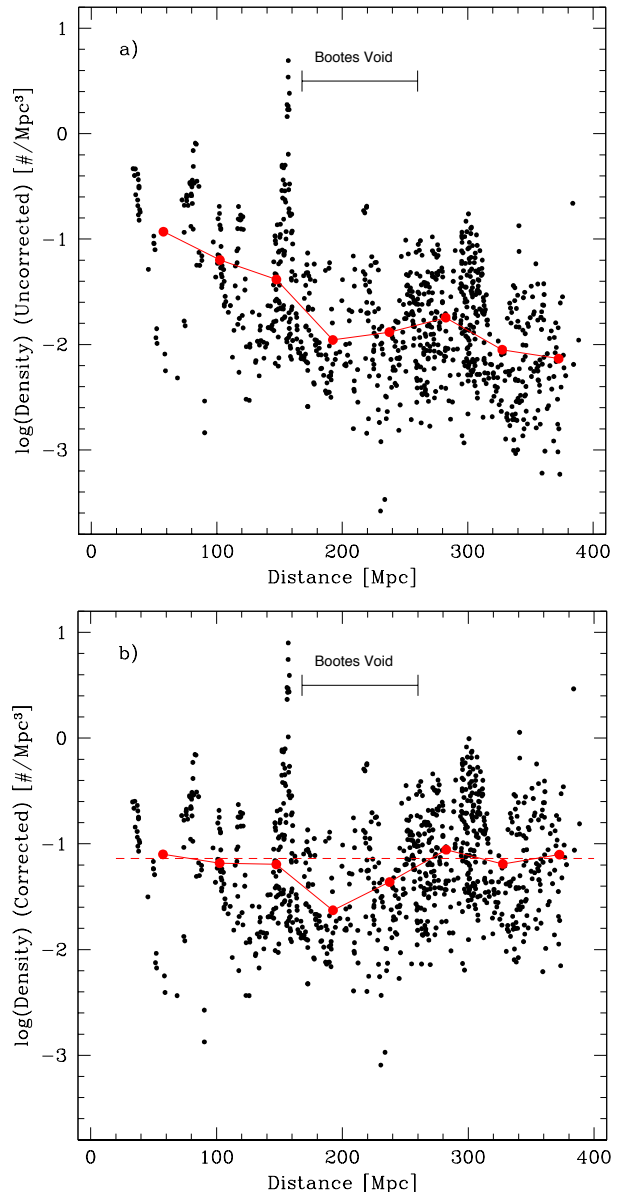 a)
Bootes Void
1
0
−1
−2
−3
log(Density) (Uncorrected) [#/Mpc³]
0 100 200 300 400
Distance [Mpc]
b)
Bootes Void
1
0
−1
−2
−3
log(Density) (Corrected) [#/Mpc³]
0 100 200 300 400
Distance [Mpc]